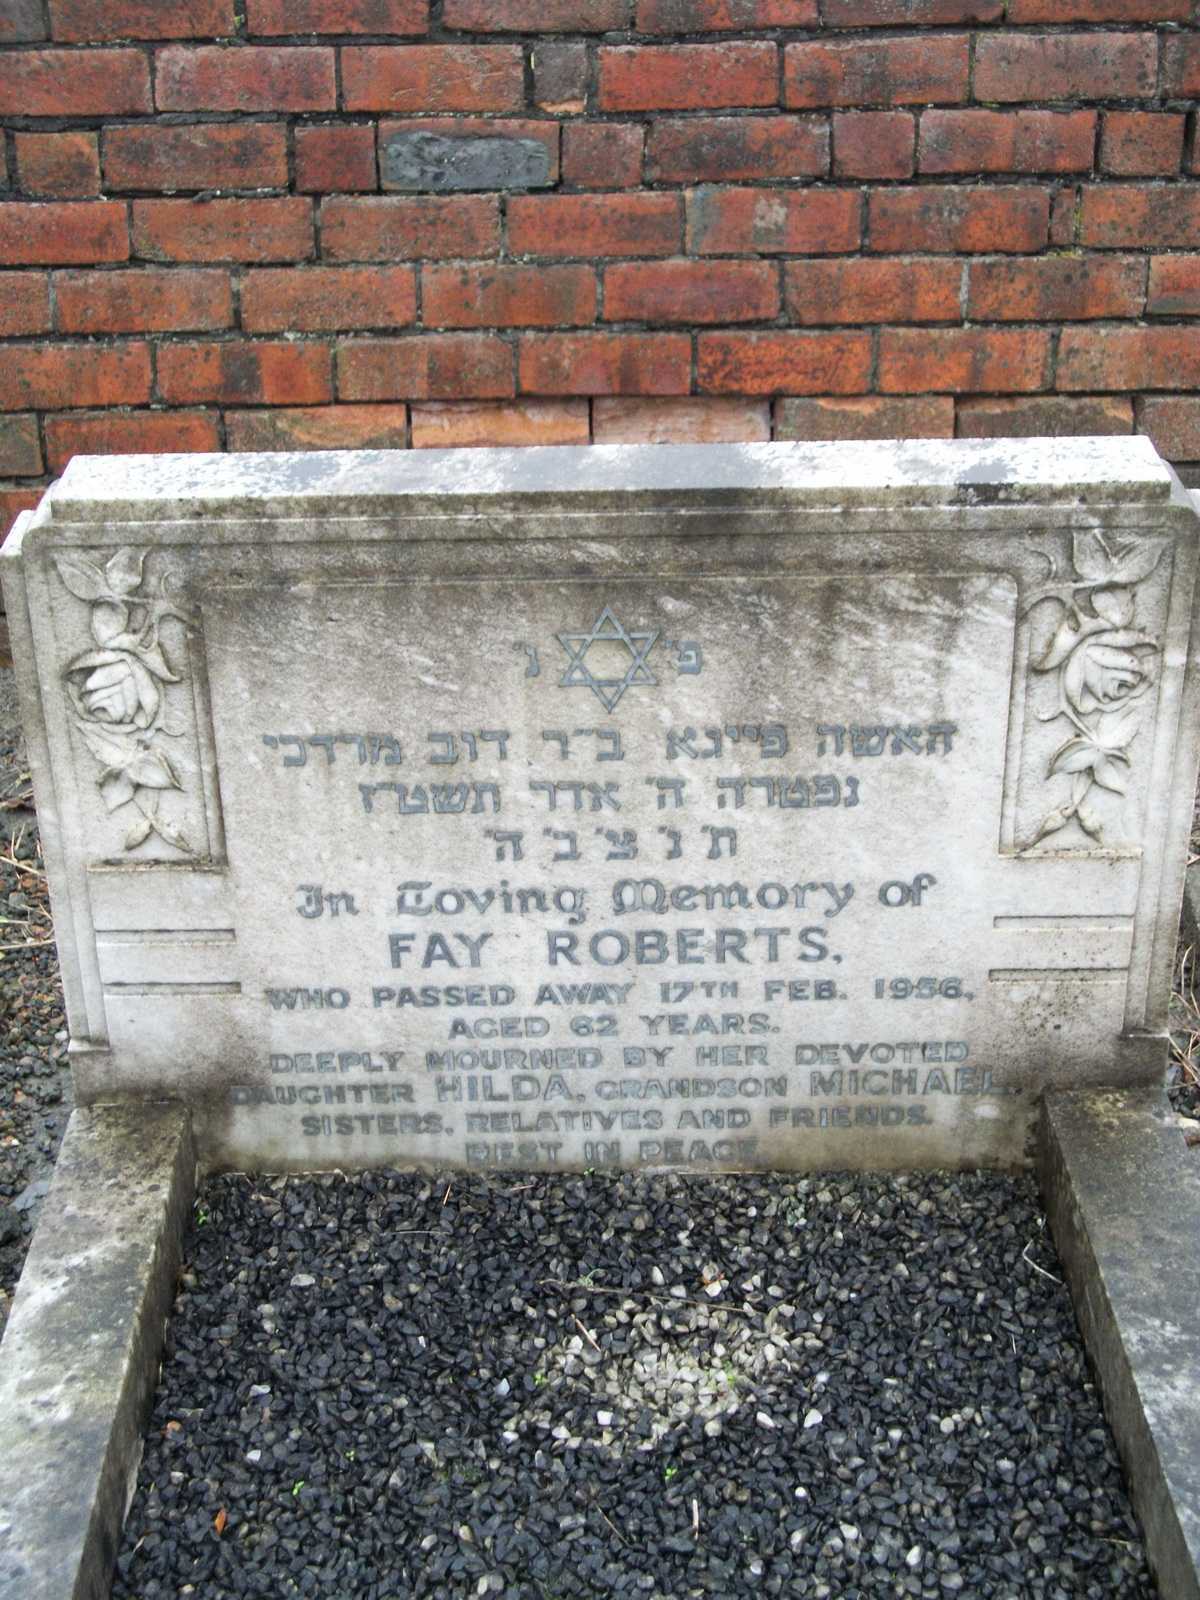 פ׳ נ׳
האשה פייגא ב״ר דוב מרדכי
נפטרה ה׳ אדר תשט״ז
ת׳ נ׳ צ׳ ב׳ ה׳
In Loving Memory of
FAY ROBERTS,
WHO PASSED AWAY 17TH FEB. 1956,
AGED 62 YEARS.
DEEPLY MOURNED BY HER DEVOTED
DAUGHTER HILDA, GRANDSON MICHAEL,
SISTERS, RELATIVES AND FRIENDS.
REST IN PEACE